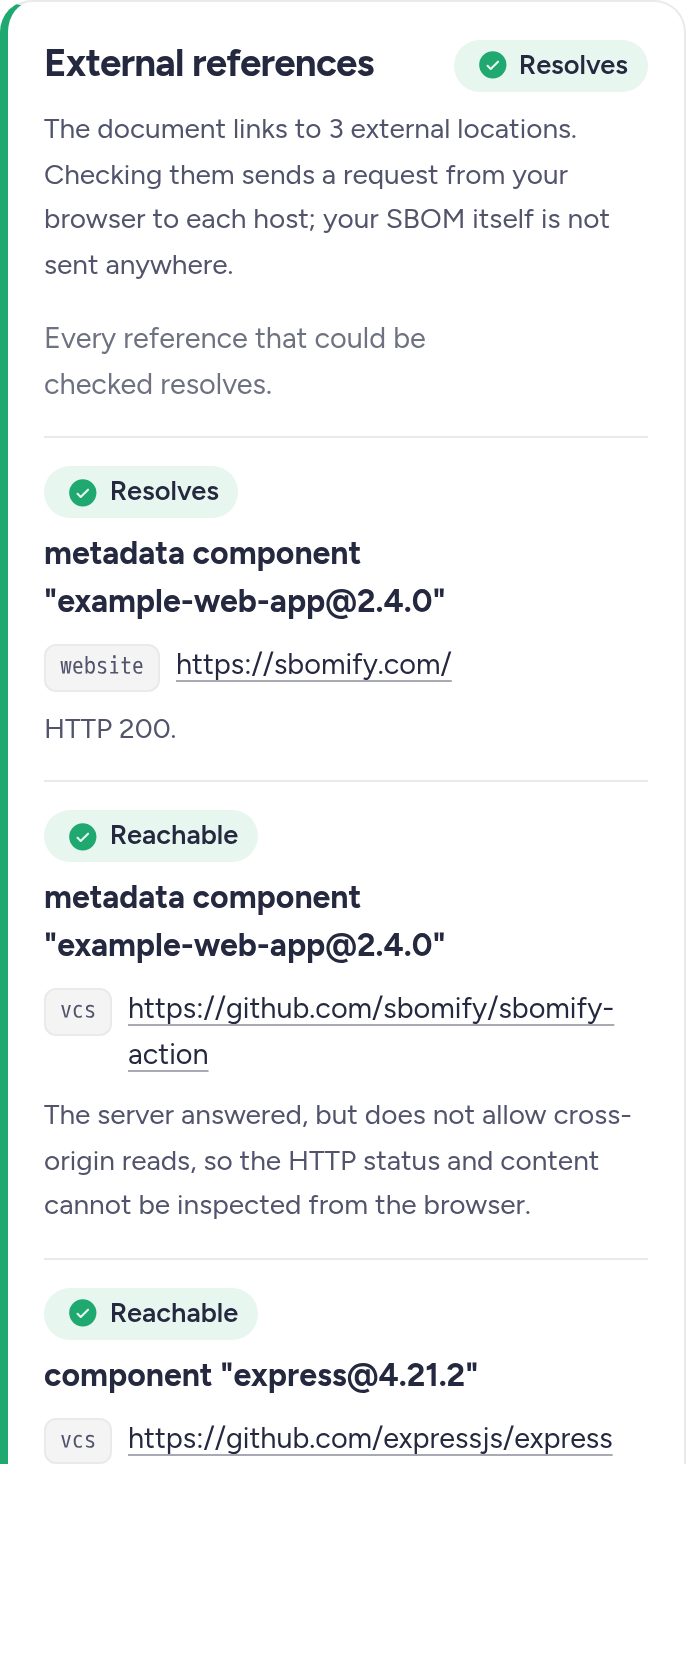 External references
Resolves
The document links to 3 external locations.
Checking them sends a request from your
browser to each host; your SBOM itself is not
sent anywhere.
Every reference that could be
checked resolves.
Resolves
metadata component
"example-web-app@2.4.0"
website https://sbomify.com/
HTTP 200.
Reachable
metadata component
"example-web-app@2.4.0"
vcs https://github.com/sbomify/sbomify-
action
The server answered, but does not allow cross-
origin reads, so the HTTP status and content
cannot be inspected from the browser.
Reachable
component "express@4.21.2"
vcs https://github.com/expressjs/express